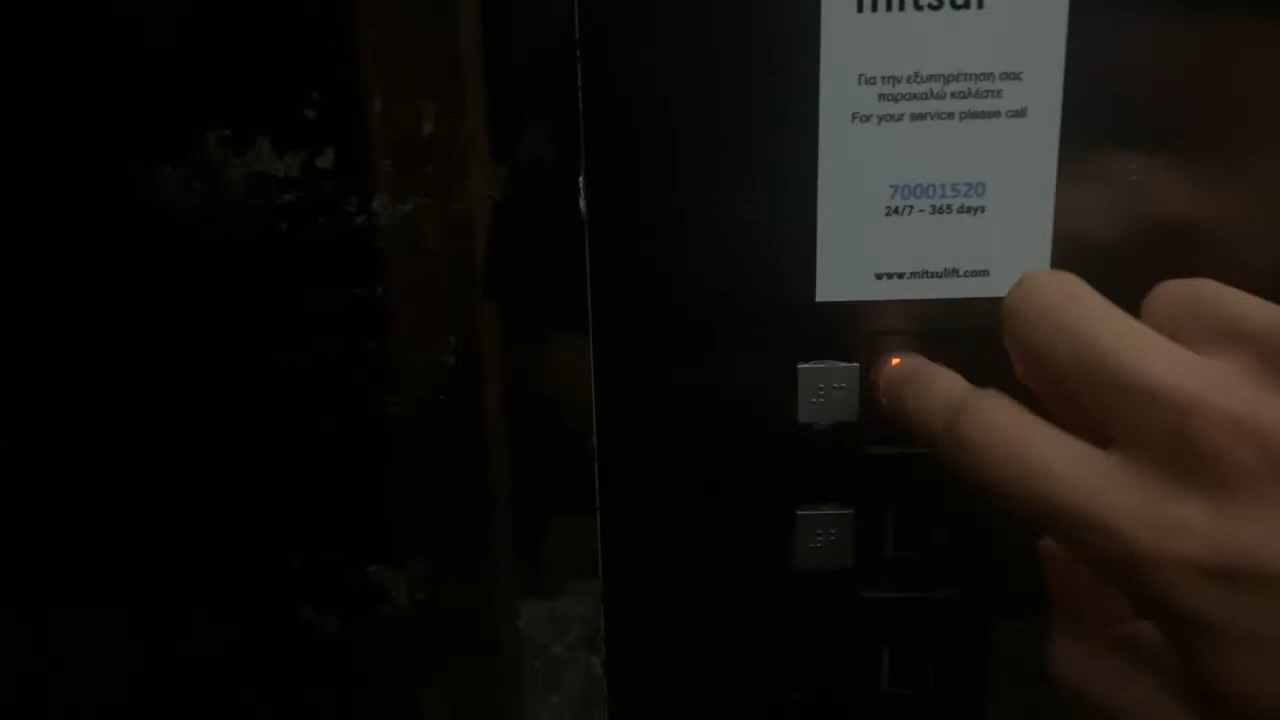 Για την εξυπηρέτηση σας
παρακαλώ καλέστε
For your service please call
70001520
24/7 - 365 days
www.mitsulift.com